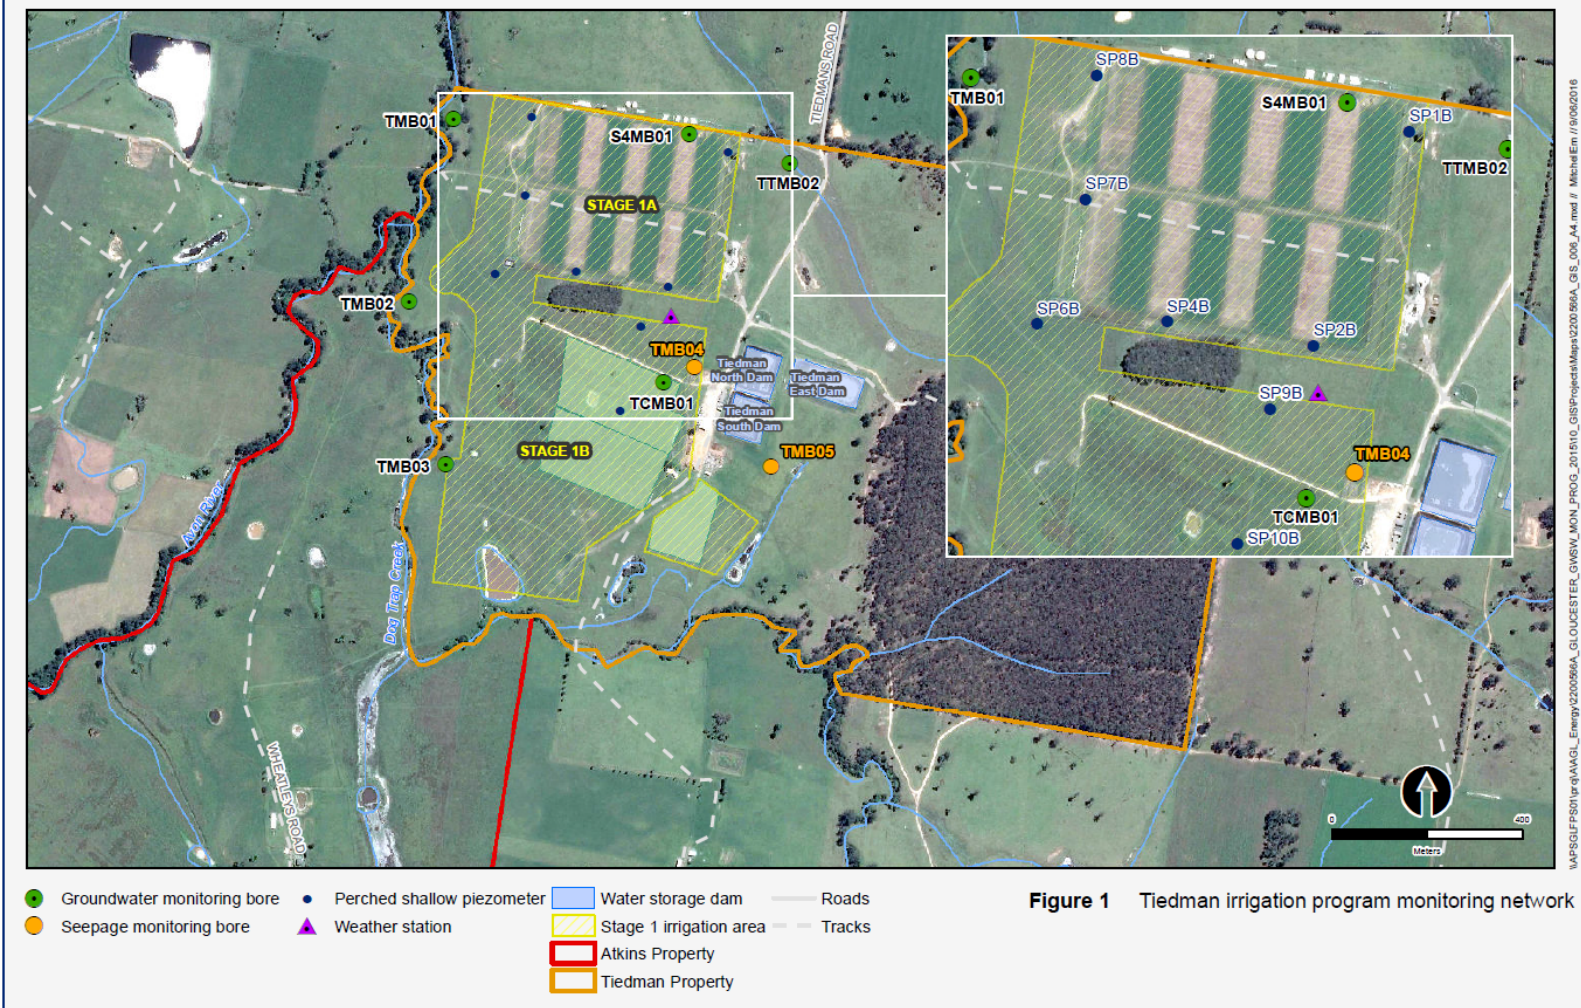 TIEDMANS ROAD
TMB01
S4MB01
TTMB02
STAGE 1A
TMB02
TMB04
Tiedman
North Dam
Tiedman
East Dam
TCMB01
Tiedman
South Dam
STAGE 1B
TMB05
TMB03
Avon River
Dog Trap Creek
WHEATLEYS ROAD
SP8B
TMB01
S4MB01
SP1B
TTMB02
SP7B
SP6B
SP4B
SP2B
SP9B
TMB04
TCMB01
SP10B
0 400
Meters
Groundwater monitoring bore
Seepage monitoring bore
Perched shallow piezometer
Weather station
Water storage dam
Stage 1 irrigation area
Atkins Property
Tiedman Property
Roads
Tracks
Figure 1 Tiedman irrigation program monitoring network